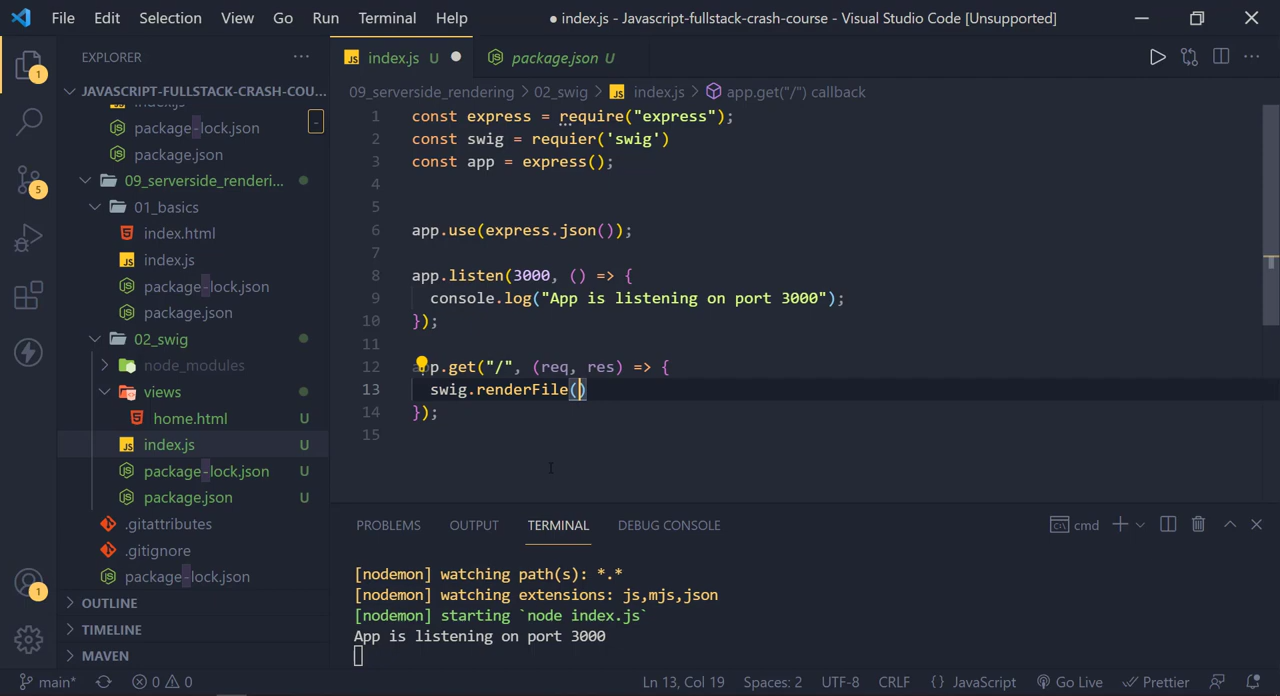 File Edit Selection View Go Run Terminal Help ● index.js - Javascript-fullstack-crash-course - Visual Studio Code [Unsupported]
EXPLORER ···
JAVASCRIPT-FULLSTACK-CRASH-COU...
index.js
package-lock.json
package.json
09_serverside_renderi...
01_basics
index.html
JS index.js
package-lock.json
package.json
02_swig
node_modules
views
home.html U
JS index.js U
package-lock.json U
package.json U
.gitattributes
.gitignore
package-lock.json
OUTLINE
TIMELINE
MAVEN
1
5
1
JS index.js U ● package.json U
09_serverside_rendering > 02_swig > JS index.js > app.get("/") callback
1 const express = require("express");
2 const swig = requier('swig')
3 const app = express();
4
5
6 app.use(express.json());
7
8 app.listen(3000, () => {
9 console.log("App is listening on port 3000");
10 });
11
12 app.get("/", (req, res) => {
13 swig.renderFile()
14 });
15
PROBLEMS OUTPUT TERMINAL DEBUG CONSOLE cmd
[nodemon] watching path(s): *.*
[nodemon] watching extensions: js,mjs,json
[nodemon] starting `node index.js`
App is listening on port 3000
main* 0 0 Ln 13, Col 19 Spaces: 2 UTF-8 CRLF {} JavaScript Go Live Prettier